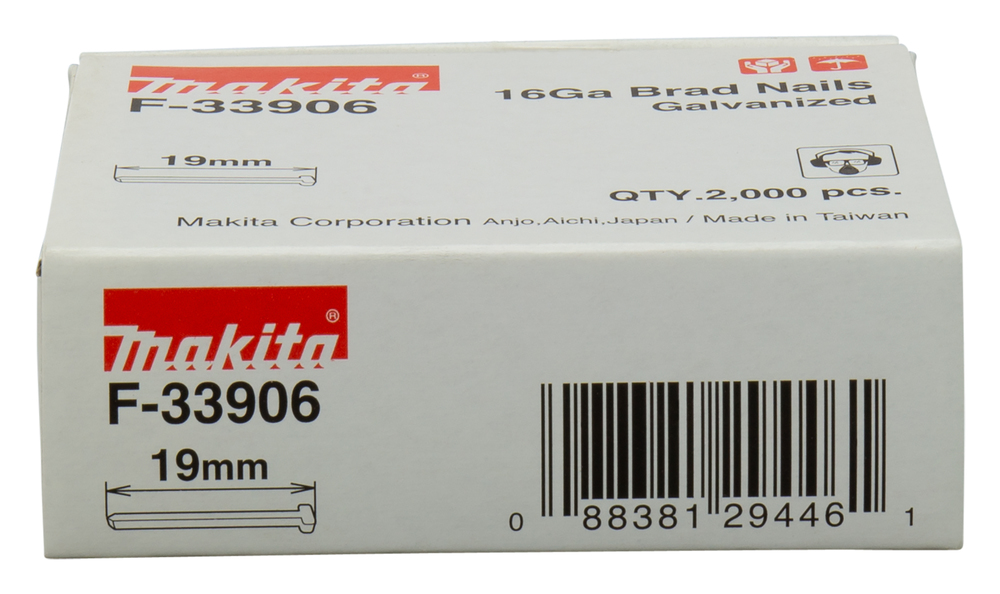 Makita®
F-33906
16Ga Brad Nails
Galvanized
19mm
QTY.2,000 pcs.
Makita Corporation Anjo,Aichi,Japan / Made in Taiwan
Makita®
F-33906
19mm
0 88381 29446 1